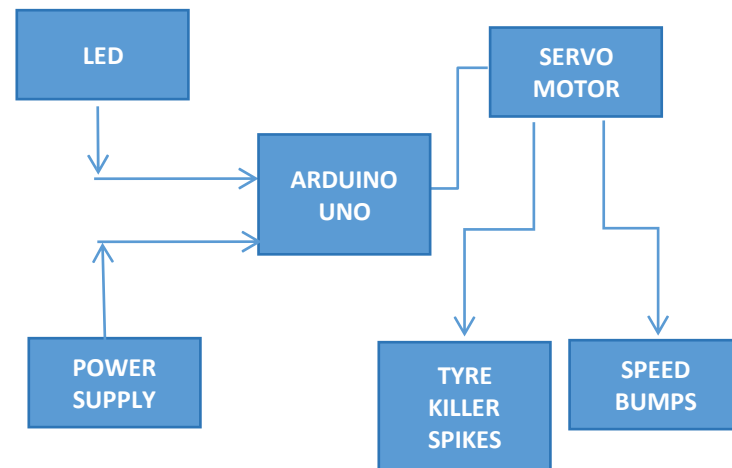 LED
SERVO
MOTOR
ARDUINO
UNO
POWER
SUPPLY
TYRE
KILLER
SPIKES
SPEED
BUMPS